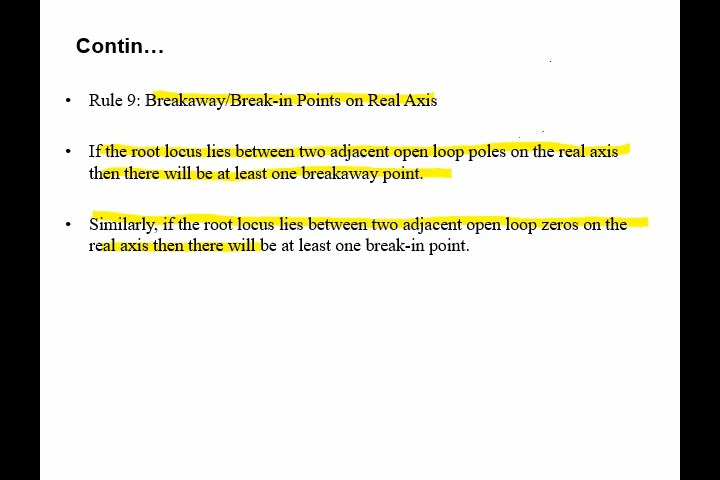 Contin…
• Rule 9: Breakaway/Break-in Points on Real Axis
• If the root locus lies between two adjacent open loop poles on the real axis
then there will be at least one breakaway point.
• Similarly, if the root locus lies between two adjacent open loop zeros on the
real axis then there will be at least one break-in point.